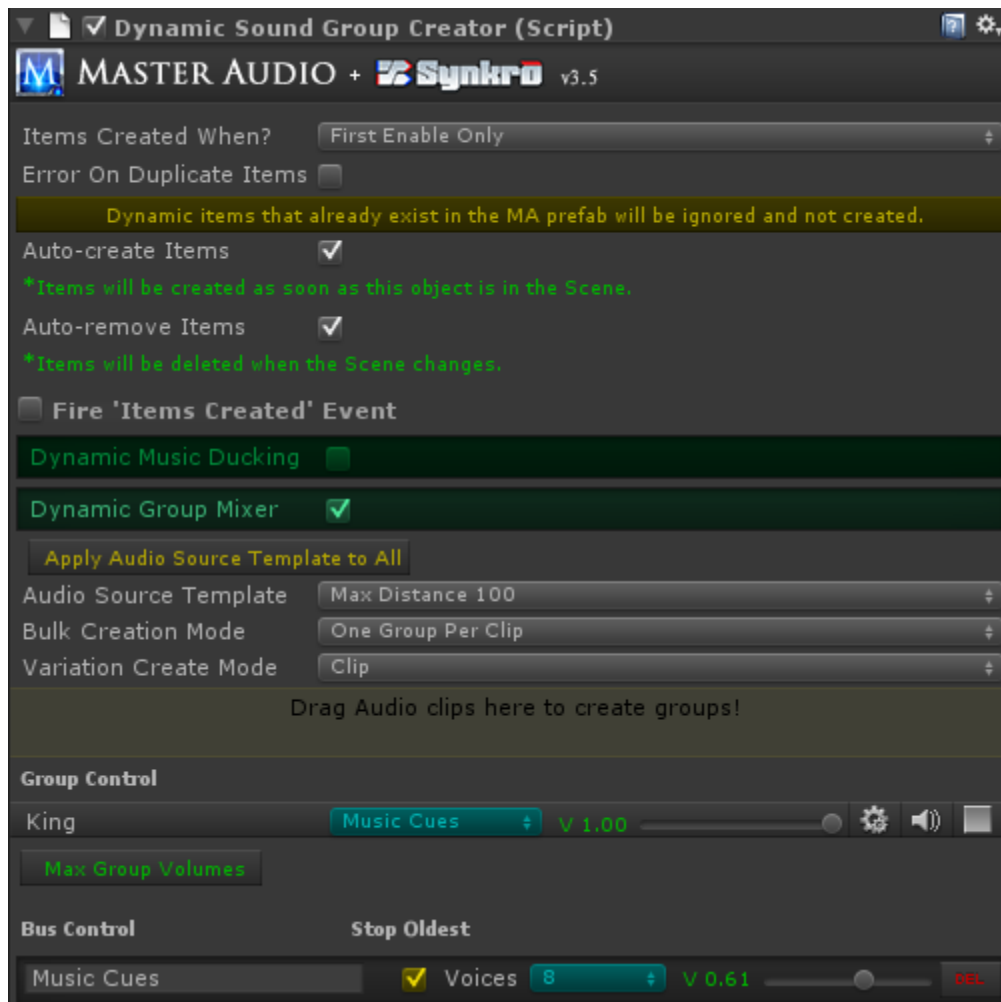 Dynamic Sound Group Creator (Script)
M MASTER AUDIO + Synkro v3.5
Items Created When? First Enable Only
Error On Duplicate Items
Dynamic items that already exist in the MA prefab will be ignored and not created.
Auto-create Items
*Items will be created as soon as this object is in the Scene.
Auto-remove Items
*Items will be deleted when the Scene changes.
Fire 'Items Created' Event
Dynamic Music Ducking
Dynamic Group Mixer
Apply Audio Source Template to All
Audio Source Template Max Distance 100
Bulk Creation Mode One Group Per Clip
Variation Create Mode Clip
Drag Audio clips here to create groups!
Group Control
King Music Cues V 1.00
Max Group Volumes
Bus Control Stop Oldest
Music Cues Voices 8 V 0.61 DEL